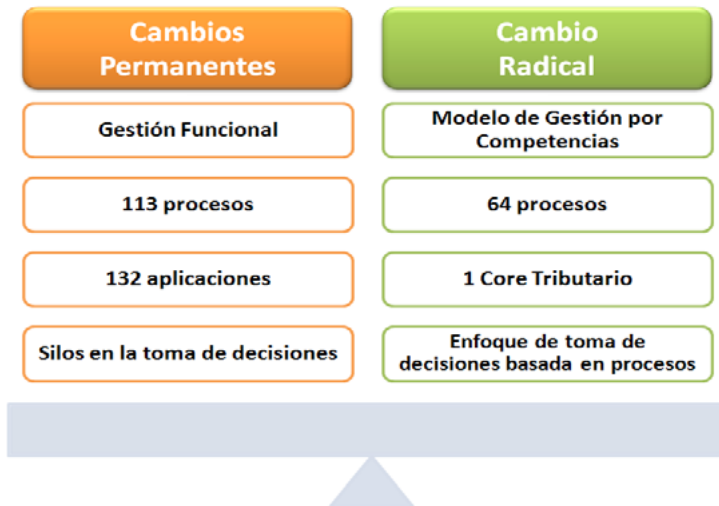 Cambios
Permanentes
Gestión Funcional
113 procesos
132 aplicaciones
Silos en la toma de decisiones
Cambio
Radical
Modelo de Gestión por
Competencias
64 procesos
1 Core Tributario
Enfoque de toma de
decisiones basada en procesos